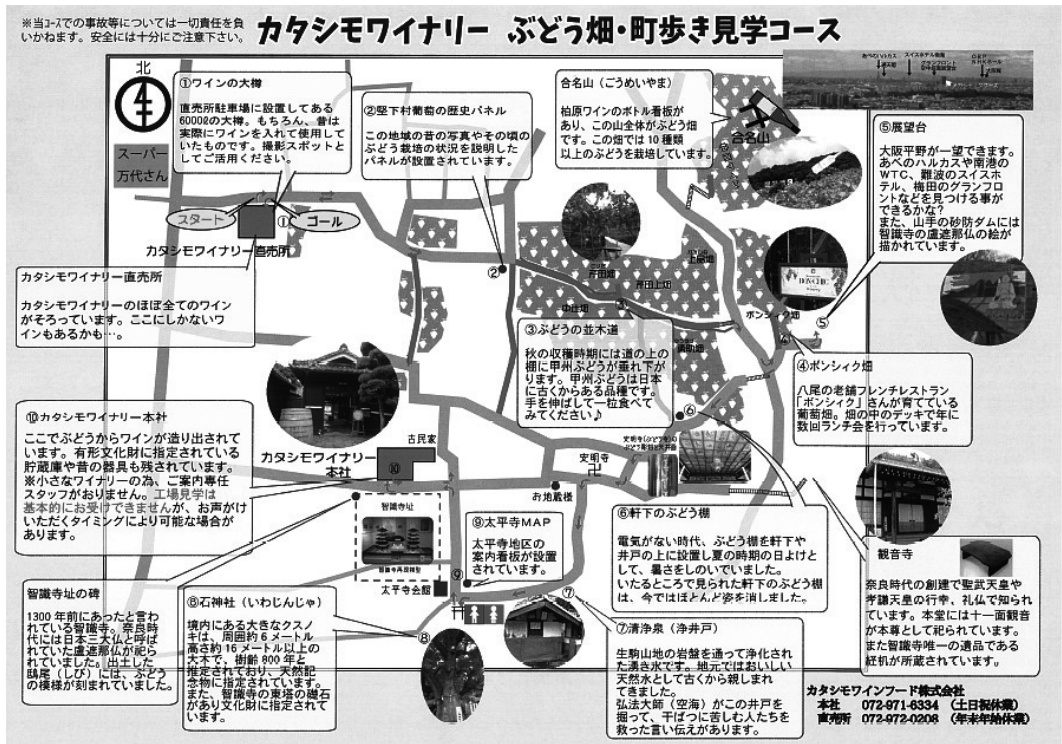 ※当コースでの事故等については一切責任を負
いかねます。安全には十分にご注意下さい。
カタシモワイナリー ぶどう畑・町歩き見学コース
北
スーパー
万代さん
①ワインの大樽
直売所駐車場に設置してある
6000ℓの大樽。もちろん、昔は
実際にワインを入れて使用して
いたものです。撮影スポットと
してご活用ください。
②堅下村葡萄の歴史パネル
この地域の昔の写真やその頃の
ぶどう栽培の状況を説明した
パネルが設置されています。
合名山(ごうめいやま)
柏原ワインのボトル看板が
あり、この山全体がぶどう畑
です。この畑では10種類
以上のぶどうを栽培しています。
合名山
あべのハルカス
スイスホテル南海
グランフロント
⑤展望台
大阪平野が一望できます。
あべのハルカスや南港の
WTC、難波のスイスホ
テル、梅田のグランフロ
ントなどを見つける事が
できるかな?
また、山手の砂防ダムには
智識寺の盧遮那仏の絵が
描かれています。
スタート
①
ゴール
カタシモワイナリー直売所
②
カタシモワイナリー直売所
カタシモワイナリーのほぼ全てのワイン
がそろっています。ここにしかないワ
インもあるかも…。
ボンシィク畑
④
⑤
③ぶどうの並木道
秋の収穫時期には道の上の
棚に甲州ぶどうが垂れ下が
ります。甲州ぶどうは日本
に古くからある品種です。
手を伸ばして一粒食べて
みてください♪
③
④ボンシィク畑
八尾の老舗フレンチレストラン
「ボンシィク」さんが育てている
葡萄畑。畑の中のデッキで年に
数回ランチ会を行っています。
⑥
⑩カタシモワイナリー本社
ここでぶどうからワインが造り出されて
います。有形文化財に指定されている
貯蔵庫や昔の器具も残されています。
※小さなワイナリーの為、ご案内専任
スタッフがおりません。工場見学は
基本的にお受けできませんが、お声がけ
いただくタイミングにより可能な場合が
あります。
古民家
カタシモワイナリー
本社
⑩
安明寺
お地蔵様
智識寺址
太平寺会館
⑨太平寺MAP
太平寺地区の
案内看板が設置
されています。
⑨
⑥軒下のぶどう棚
電気がない時代、ぶどう棚を軒下や
井戸の上に設置し夏の時期の日よけと
して、暑さをしのいでいました。
いたるところで見られた軒下のぶどう棚
は、今ではほとんど姿を消しました。
観音寺
奈良時代の創建で聖武天皇や
孝謙天皇の行幸、礼仏で知られ
ています。本堂には十一面観音
が本尊として祀られています。
また智識寺唯一の遺品である
経机が所蔵されています。
智識寺址の碑
1300年前にあったと言わ
れている智識寺。奈良時
代には日本三大仏と呼ば
れていた盧遮那仏が祀ら
れていました。出土した
鴟尾(しび)には、ぶどう
の模様が刻まれていました。
⑧石神社(いわじんじゃ)
境内にある大きなクスノ
キは、周囲約6メートル
高さ約16メートル以上の
大木で、樹齢800年と
推定されており、天然記
念物に指定されています。
また、智識寺の東塔の礎石
があり文化財に指定されて
います。
⑧
⑦
⑦清浄泉(浄井戸)
生駒山地の岩盤を通って浄化され
た湧き水です。地元ではおいしい
天然水として古くから親しまれ
てきました。
弘法大師(空海)がこの井戸を
掘って、干ばつに苦しむ人たちを
救った言い伝えがあります。
カタシモワインフード株式会社
本社 072-971-6334 (土日祝休業)
直売所 072-972-0208 (年末年始休業)